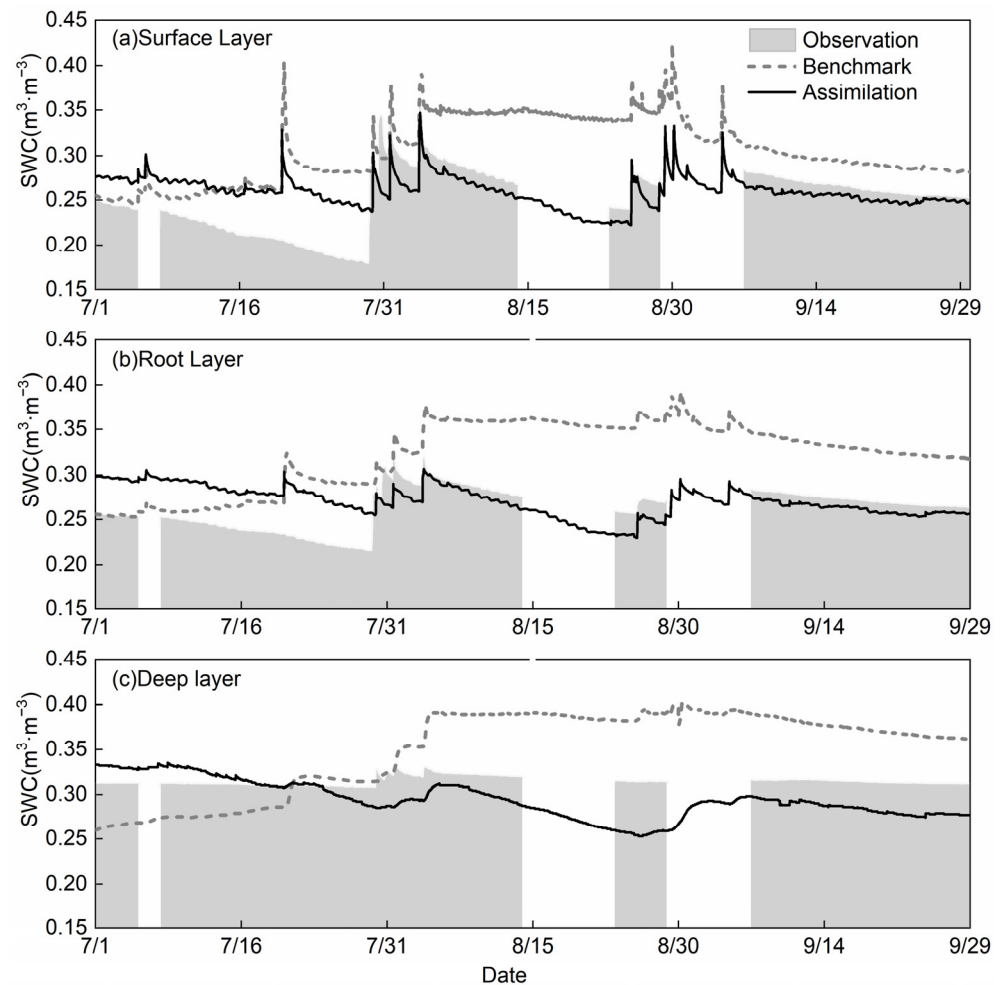 (a)Surface Layer
Observation
Benchmark
Assimilation
SWC(m³·m⁻³)
0.45
0.40
0.35
0.30
0.25
0.20
0.15
7/1 7/16 7/31 8/15 8/30 9/14 9/29
(b)Root Layer
SWC(m³·m⁻³)
0.45
0.40
0.35
0.30
0.25
0.20
0.15
7/1 7/16 7/31 8/15 8/30 9/14 9/29
(c)Deep layer
SWC(m³·m⁻³)
0.45
0.40
0.35
0.30
0.25
0.20
0.15
7/1 7/16 7/31 8/15 8/30 9/14 9/29
Date